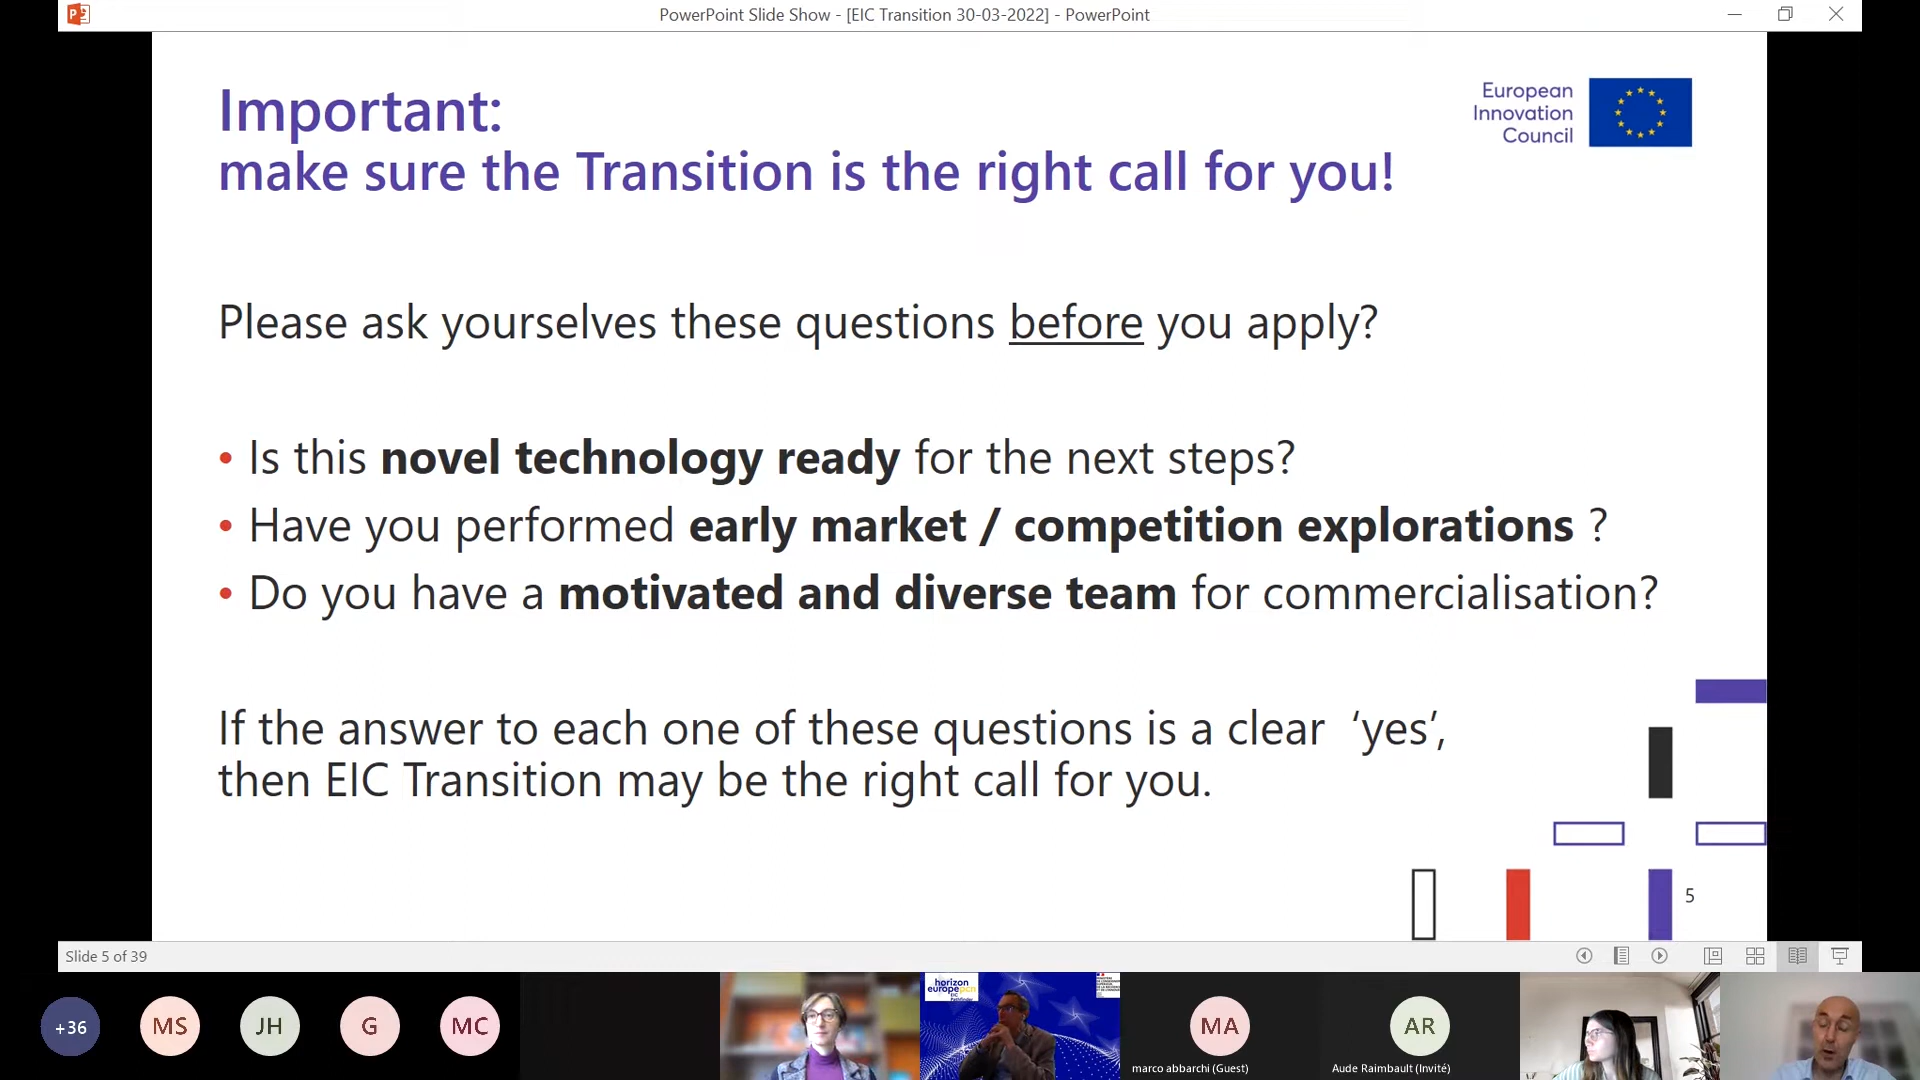 PowerPoint Slide Show - [EIC Transition 30-03-2022] - PowerPoint
Important:
make sure the Transition is the right call for you!
European
Innovation
Council
Please ask yourselves these questions before you apply?
• Is this novel technology ready for the next steps?
• Have you performed early market / competition explorations ?
• Do you have a motivated and diverse team for commercialisation?
If the answer to each one of these questions is a clear ‘yes’,
then EIC Transition may be the right call for you.
5
Slide 5 of 39
+36
MS
JH
G
MC
horizon
europe pcn
EIC
Pathfinder
MA
marco abbarchi (Guest)
AR
Aude Raimbault (Invité)